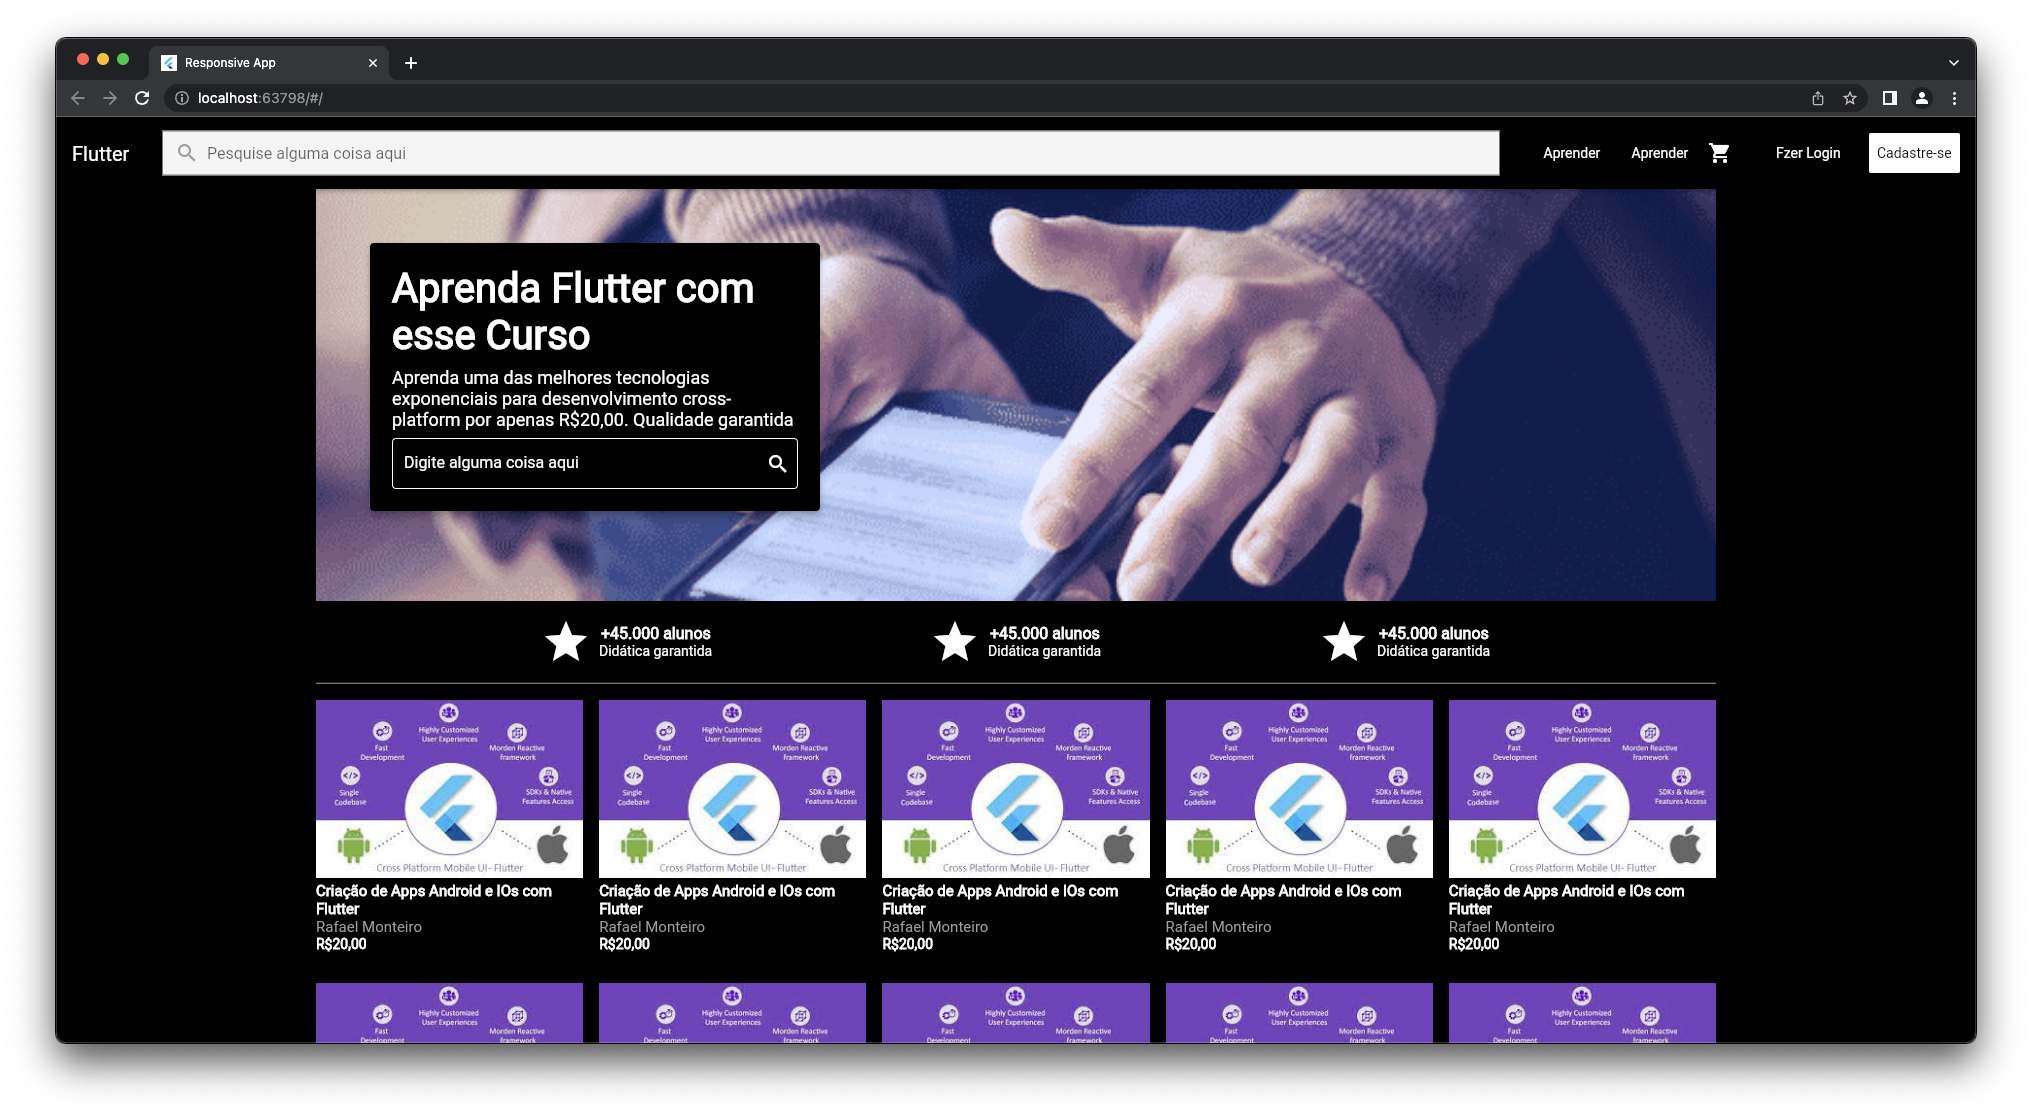 Responsive App
localhost:63798/#/
Flutter
Pesquise alguma coisa aqui
Aprender
Aprender
Fzer Login
Cadastre-se
Aprenda Flutter com
esse Curso
Aprenda uma das melhores tecnologias
exponenciais para desenvolvimento cross-
platform por apenas R$20,00. Qualidade garantida
Digite alguma coisa aqui
+45.000 alunos
Didática garantida
+45.000 alunos
Didática garantida
+45.000 alunos
Didática garantida
Highly Customized
User Experiences
Fast
Development
Morden Reactive
framework
Single
Codebase
SDKs & Native
Features Access
Cross Platform Mobile UI- Flutter
Criação de Apps Android e IOs com
Flutter
Rafael Monteiro
R$20,00
Highly Customized
User Experiences
Fast
Development
Morden Reactive
framework
Single
Codebase
SDKs & Native
Features Access
Cross Platform Mobile UI- Flutter
Criação de Apps Android e IOs com
Flutter
Rafael Monteiro
R$20,00
Highly Customized
User Experiences
Fast
Development
Morden Reactive
framework
Single
Codebase
SDKs & Native
Features Access
Cross Platform Mobile UI- Flutter
Criação de Apps Android e IOs com
Flutter
Rafael Monteiro
R$20,00
Highly Customized
User Experiences
Fast
Development
Morden Reactive
framework
Single
Codebase
SDKs & Native
Features Access
Cross Platform Mobile UI- Flutter
Criação de Apps Android e IOs com
Flutter
Rafael Monteiro
R$20,00
Highly Customized
User Experiences
Fast
Development
Morden Reactive
framework
Single
Codebase
SDKs & Native
Features Access
Cross Platform Mobile UI- Flutter
Criação de Apps Android e IOs com
Flutter
Rafael Monteiro
R$20,00
Highly Customized
User Experiences
Fast
Development
Morden Reactive
framework
Highly Customized
User Experiences
Fast
Development
Morden Reactive
framework
Highly Customized
User Experiences
Fast
Development
Morden Reactive
framework
Highly Customized
User Experiences
Fast
Development
Morden Reactive
framework
Highly Customized
User Experiences
Fast
Development
Morden Reactive
framework